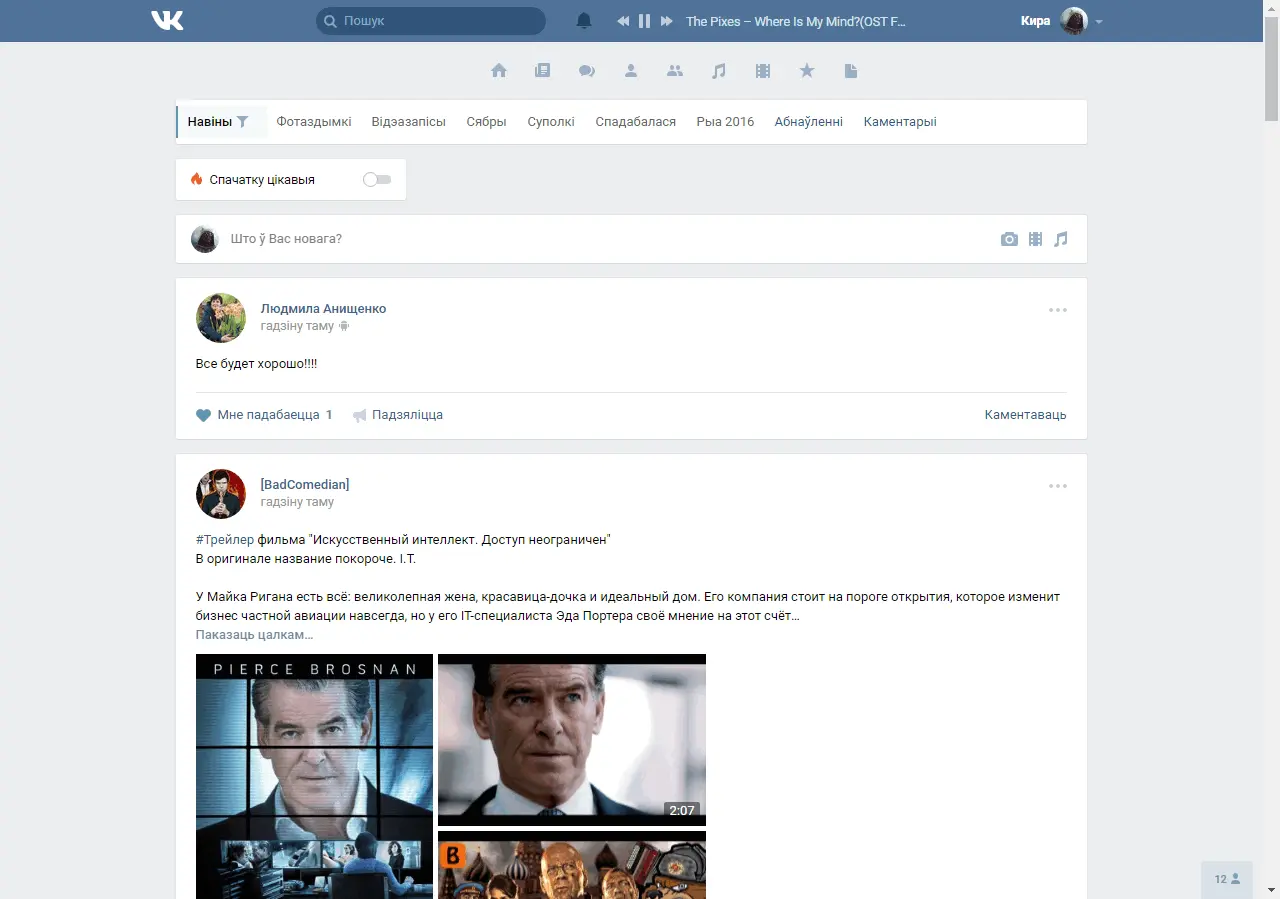 Пошук
The Pixes – Where Is My Mind?(OST F...
Кира
Навіны
Фотаздымкі
Відэазапісы
Сябры
Суполкі
Спадабалася
Рыа 2016
Абнаўленні
Каментарыі
Спачатку цікавыя
Што ў Вас новага?
Людмила Анищенко
гадзіну таму
Все будет хорошо!!!!
Мне падабаецца 1
Падзяліцца
Каментаваць
[BadComedian]
гадзіну таму
#Трейлер фильма "Искусственный интеллект. Доступ неограничен"
В оригинале название покороче. I.T.
У Майка Ригана есть всё: великолепная жена, красавица-дочка и идеальный дом. Его компания стоит на пороге открытия, которое изменит
бизнес частной авиации навсегда, но у его IT-специалиста Эда Портера своё мнение на этот счёт...
Паказаць цалкам...
PIERCE BROSNAN
2:07
B
12